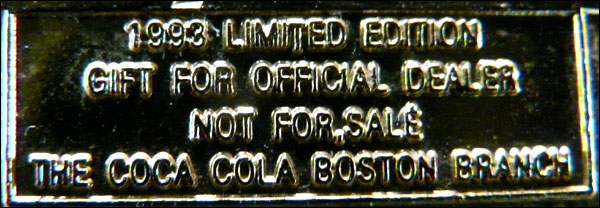 1993 LIMITED EDITION
GIFT FOR OFFICIAL DEALER
NOT FOR SALE
THE COCA COLA BOSTON BRANCH